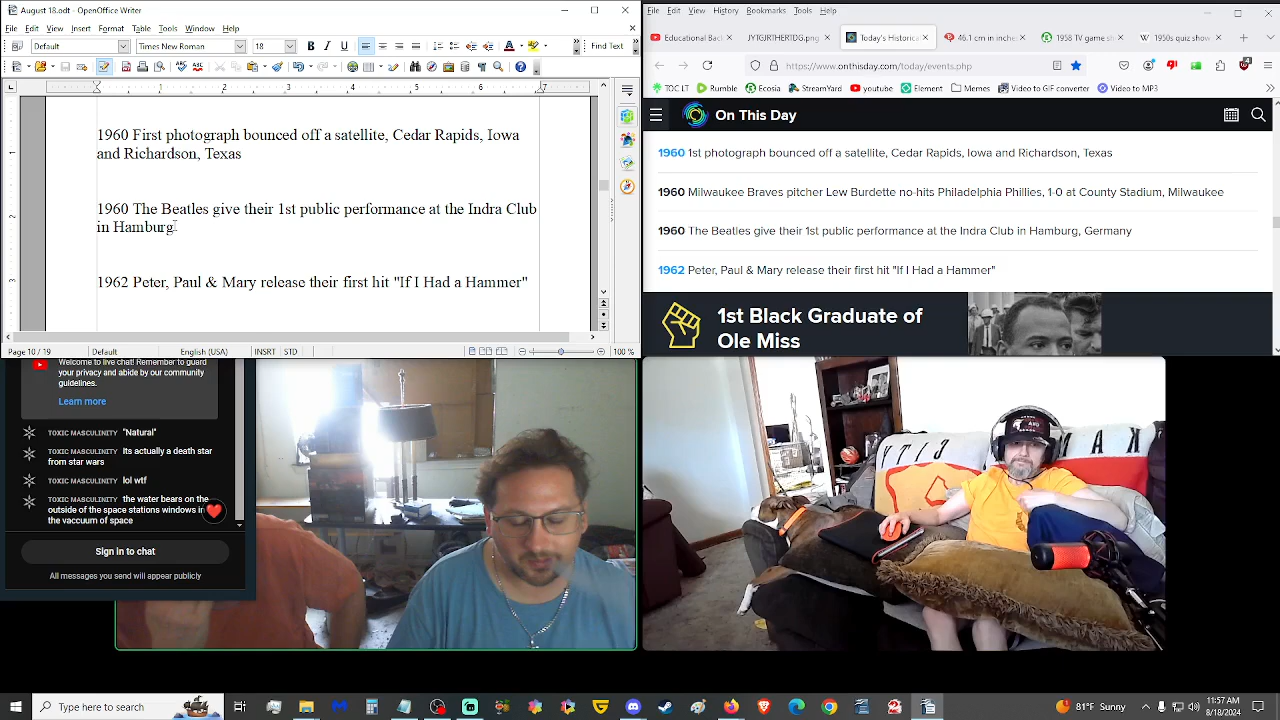 August 18.odt - OpenOffice Writer
File Edit View Insert Format Table Tools Window Help
Default
Times New Roman
18
Find Text
1 2 3 4 5 6 7
1960 First photograph bounced off a satellite, Cedar Rapids, Iowa
and Richardson, Texas
1960 The Beatles give their 1st public performance at the Indra Club
in Hamburg
1962 Peter, Paul & Mary release their first hit "If I Had a Hammer"
Page 10 / 19
Default
English (USA)
INSRT
STD
100 %
File Edit View History Bookmarks Tools Help
Educational Back
JYTGJRTHERTDG.png
Today's Historica
46.1 cm in inches
1958 TV game sh
1950s quiz show
https://www.onthisday.com/today/events.php
TOC LT
Rumble
Ecosia
StreamYard
youtube
Element
Memes
Video to GIF converter
Video to MP3
On This Day
1960 1st photograph bounced off a satellite, Cedar Rapids, Iowa and Richardson, Texas
1960 Milwaukee Braves pitcher Lew Burdette no-hits Philadelphia Phillies, 1-0 at County Stadium, Milwaukee
1960 The Beatles give their 1st public performance at the Indra Club in Hamburg, Germany
1962 Peter, Paul & Mary release their first hit "If I Had a Hammer"
1st Black Graduate of
Ole Miss
Welcome to live chat! Remember to guard
your privacy and abide by our community
guidelines.
Learn more
TOXIC MASCULINITY "Natural"
TOXIC MASCULINITY Its actually a death star
from star wars
TOXIC MASCULINITY lol wtf
TOXIC MASCULINITY the water bears on the
outside of the space stations windows in
the vaccuum of space
Sign in to chat
All messages you send will appear publicly
Type here to search
81°F Sunny
11:57 AM
8/18/2024